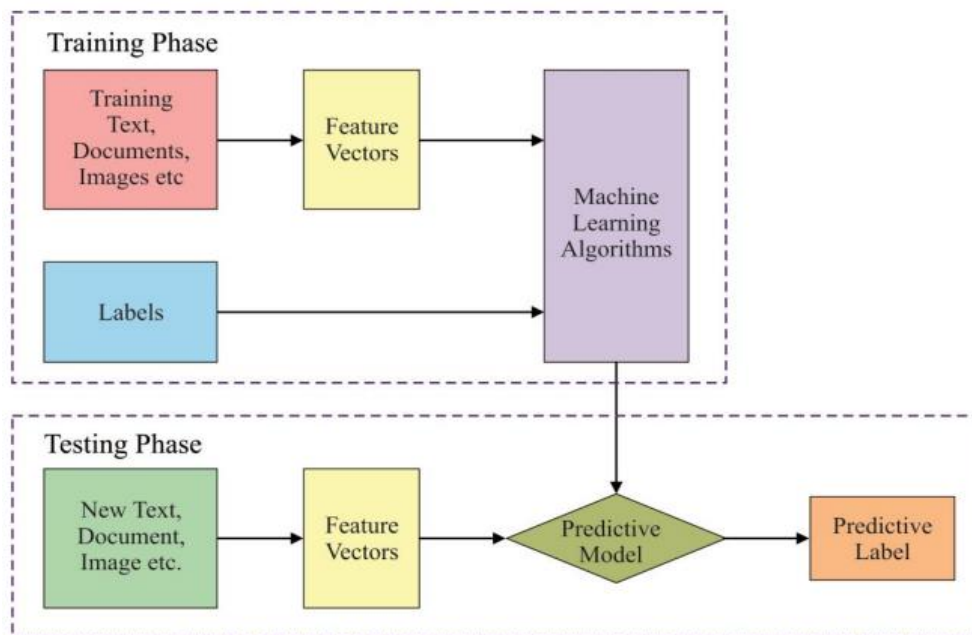 Training Phase
Training
Text,
Documents,
Images etc
Feature
Vectors
Machine
Learning
Algorithms
Labels
Testing Phase
New Text,
Document,
Image etc.
Feature
Vectors
Predictive
Model
Predictive
Label